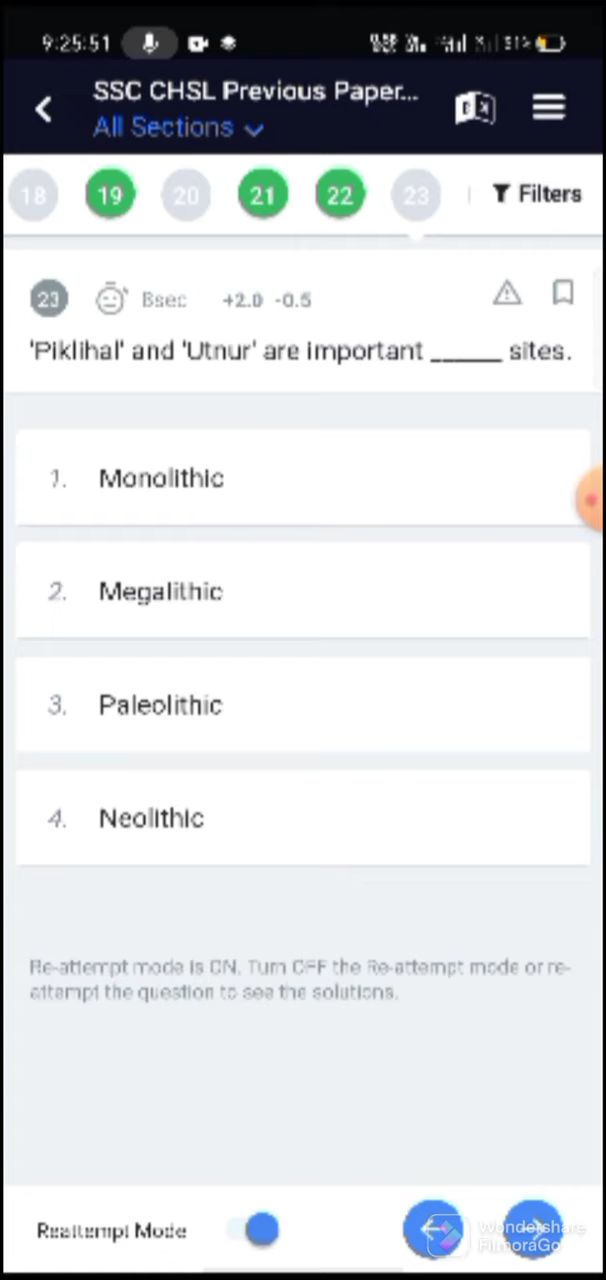 9:25:51
SSC CHSL Previous Paper...
All Sections
18 19 20 21 22 23 Filters
23 8sec +2.0 -0.5
'Piklihal' and 'Utnur' are important ______ sites.
1. Monolithic
2. Megalithic
3. Paleolithic
4. Neolithic
Re-attempt mode is ON. Turn OFF the Re-attempt mode or re-
attempt the question to see the solutions.
Reattempt Mode
Wondershare
FilmoraGo